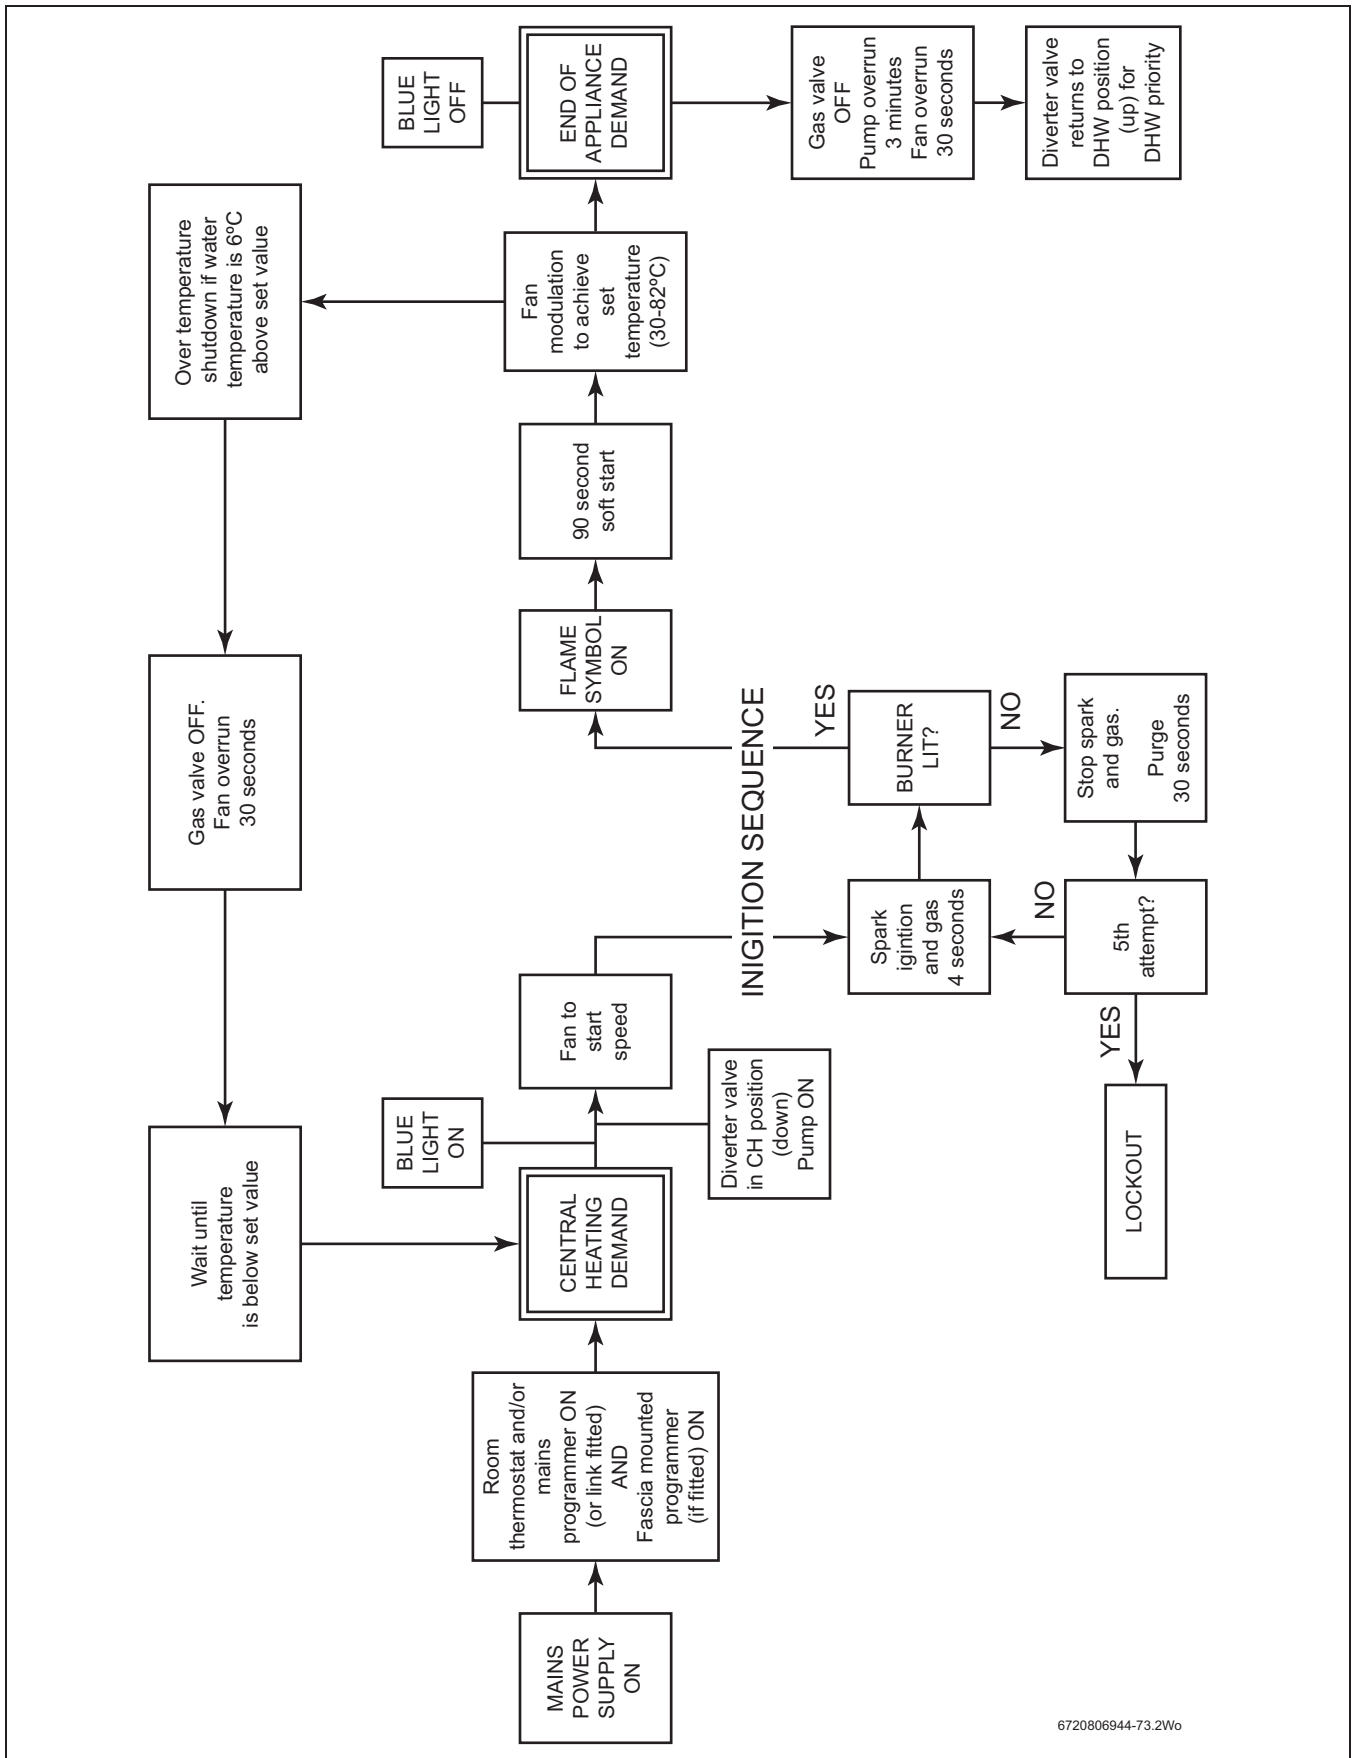 MAINS
POWER
SUPPLY
ON
Room
thermostat and/or
mains
programmer ON
(or link fitted)
AND
Fascia mounted
programmer
(if fitted) ON
CENTRAL
HEATING
DEMAND
BLUE
LIGHT
ON
Diverter valve
in CH position
(down)
Pump ON
Fan to
start
speed
INIGITION SEQUENCE
Spark
igintion
and gas
4 seconds
BURNER
LIT?
YES
NO
Stop spark
and gas.
Purge
30 seconds
5th
attempt?
NO
YES
LOCKOUT
FLAME
SYMBOL
ON
90 second
soft start
Fan
modulation
to achieve
set
temperature
(30-82ºC)
Over temperature
shutdown if water
temperature is 6ºC
above set value
Gas valve OFF.
Fan overrun
30 seconds
Wait until
temperature
is below set value
END OF
APPLIANCE
DEMAND
BLUE
LIGHT
OFF
Gas valve
OFF
Pump overrun
3 minutes
Fan overrun
30 seconds
Diverter valve
returns to
DHW position
(up) for
DHW priority
6720806944-73.2Wo